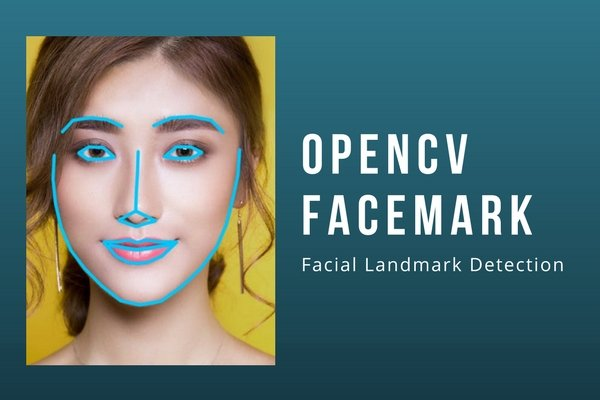 OPENCV
FACEMARK
Facial Landmark Detection